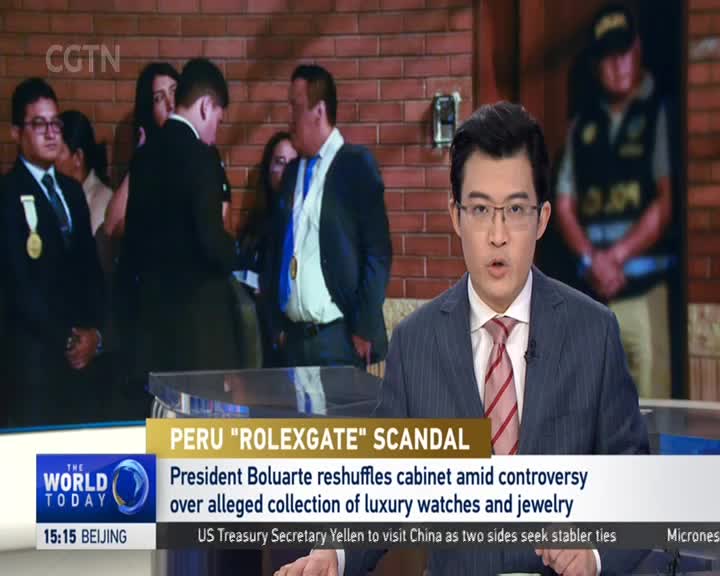 CGTN
PERU "ROLEXGATE" SCANDAL
President Boluarte reshuffles cabinet amid controversy
over alleged collection of luxury watches and jewelry
THE
WORLD
TODAY
15:15 BEIJING
US Treasury Secretary Yellen to visit China as two sides seek stabler ties
Microne